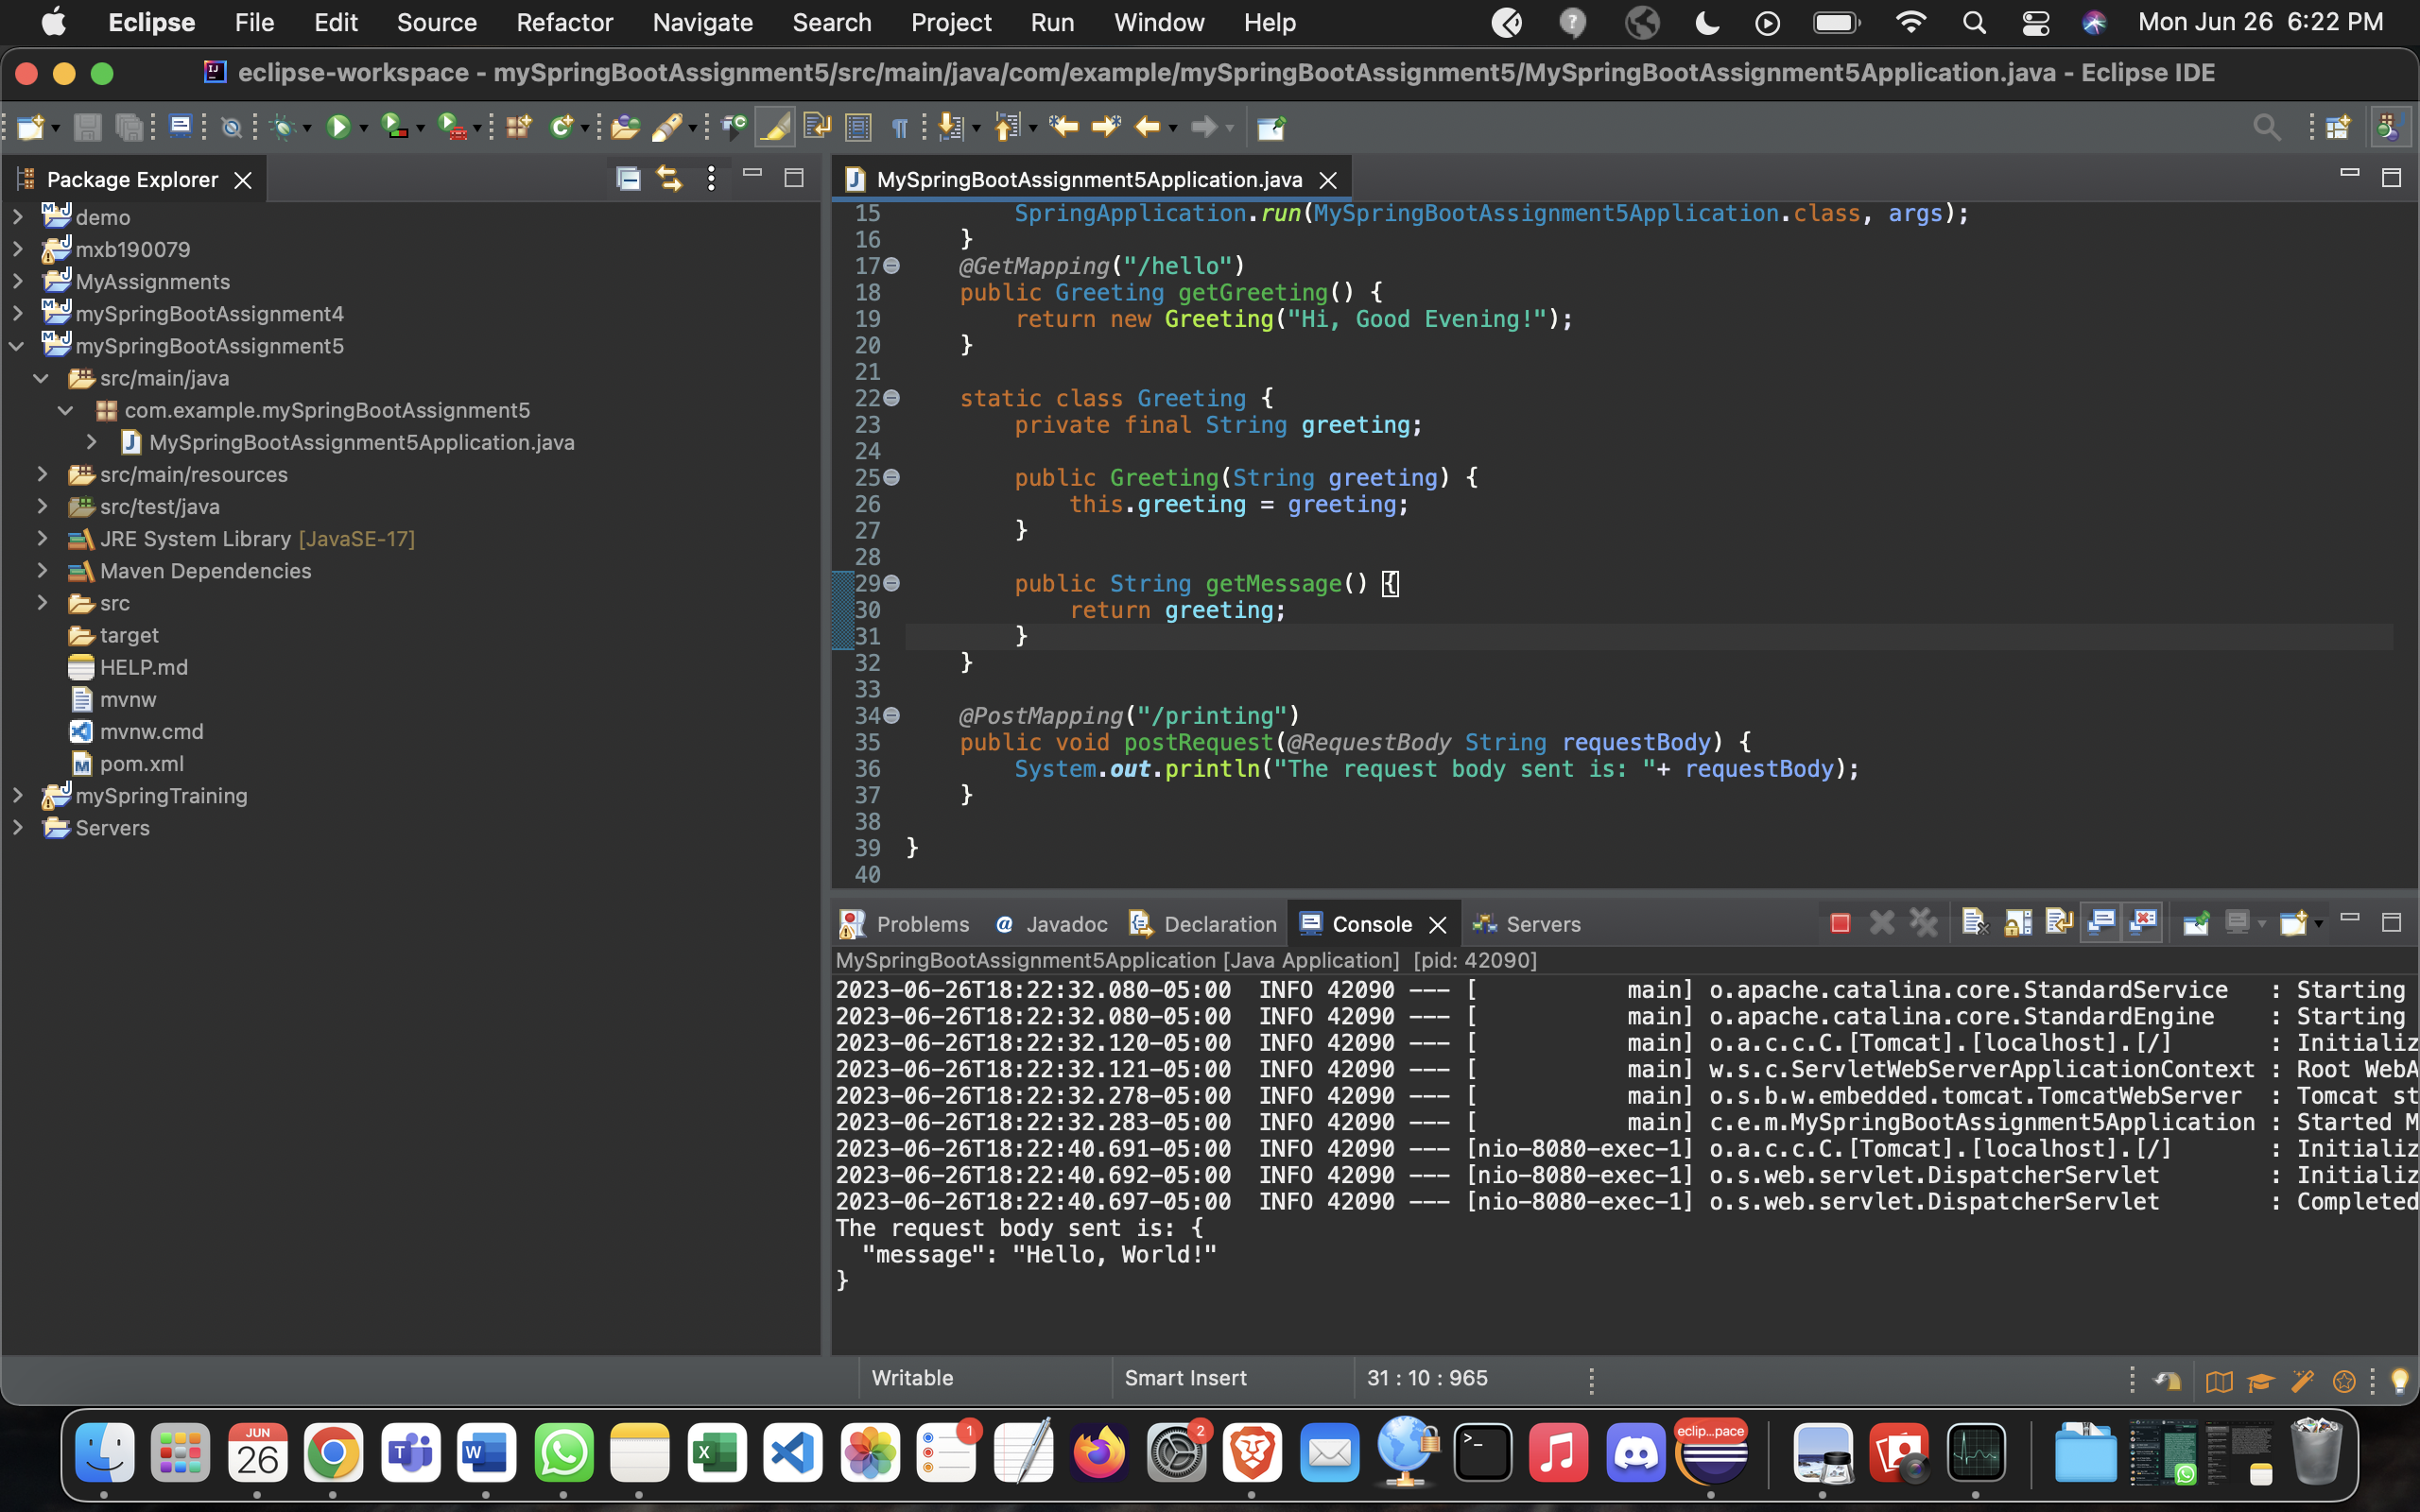 Eclipse File Edit Source Refactor Navigate Search Project Run Window Help Mon Jun 26 6:22 PM
eclipse-workspace - mySpringBootAssignment5/src/main/java/com/example/mySpringBootAssignment5/MySpringBootAssignment5Application.java - Eclipse IDE
Package Explorer
demo
mxb190079
MyAssignments
mySpringBootAssignment4
mySpringBootAssignment5
src/main/java
com.example.mySpringBootAssignment5
MySpringBootAssignment5Application.java
src/main/resources
src/test/java
JRE System Library [JavaSE-17]
Maven Dependencies
src
target
HELP.md
mvnw
mvnw.cmd
pom.xml
mySpringTraining
Servers
MySpringBootAssignment5Application.java
15 SpringApplication.run(MySpringBootAssignment5Application.class, args);
16 }
17 @GetMapping("/hello")
18 public Greeting getGreeting() {
19 return new Greeting("Hi, Good Evening!");
20 }
21
22 static class Greeting {
23 private final String greeting;
24
25 public Greeting(String greeting) {
26 this.greeting = greeting;
27 }
28
29 public String getMessage() {
30 return greeting;
31 }
32 }
33
34 @PostMapping("/printing")
35 public void postRequest(@RequestBody String requestBody) {
36 System.out.println("The request body sent is: "+ requestBody);
37 }
38
39 }
40
Problems Javadoc Declaration Console Servers
MySpringBootAssignment5Application [Java Application] [pid: 42090]
2023-06-26T18:22:32.080-05:00 INFO 42090 --- [ main] o.apache.catalina.core.StandardService : Starting
2023-06-26T18:22:32.080-05:00 INFO 42090 --- [ main] o.apache.catalina.core.StandardEngine : Starting
2023-06-26T18:22:32.120-05:00 INFO 42090 --- [ main] o.a.c.c.C.[Tomcat].[localhost].[/] : Initializ
2023-06-26T18:22:32.121-05:00 INFO 42090 --- [ main] w.s.c.ServletWebServerApplicationContext : Root WebA
2023-06-26T18:22:32.278-05:00 INFO 42090 --- [ main] o.s.b.w.embedded.tomcat.TomcatWebServer : Tomcat st
2023-06-26T18:22:32.283-05:00 INFO 42090 --- [ main] c.e.m.MySpringBootAssignment5Application : Started M
2023-06-26T18:22:40.691-05:00 INFO 42090 --- [nio-8080-exec-1] o.a.c.c.C.[Tomcat].[localhost].[/] : Initializ
2023-06-26T18:22:40.692-05:00 INFO 42090 --- [nio-8080-exec-1] o.s.web.servlet.DispatcherServlet : Initializ
2023-06-26T18:22:40.697-05:00 INFO 42090 --- [nio-8080-exec-1] o.s.web.servlet.DispatcherServlet : Completed
The request body sent is: {
"message": "Hello, World!"
}
Writable Smart Insert 31 : 10 : 965
JUN
26
1
2
eclip...pace